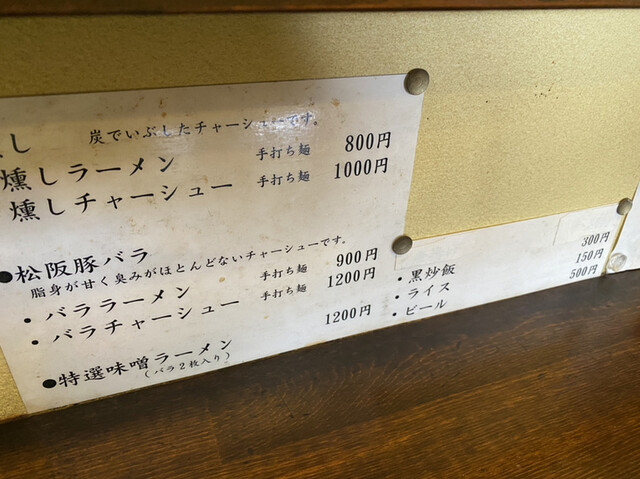 し 炭でいぶしたチャーシューです。
燻しラーメン 手打ち麺 800円
燻しチャーシュー 手打ち麺 1000円
●松阪豚バラ
脂身が甘く臭みがほとんどないチャーシューです。
・バララーメン 手打ち麺 900円
・バラチャーシュー 手打ち麺 1200円
●特選味噌ラーメン 1200円
(バラ2枚入り)
・黒炒飯 300円
・ライス 150円
・ビール 500円